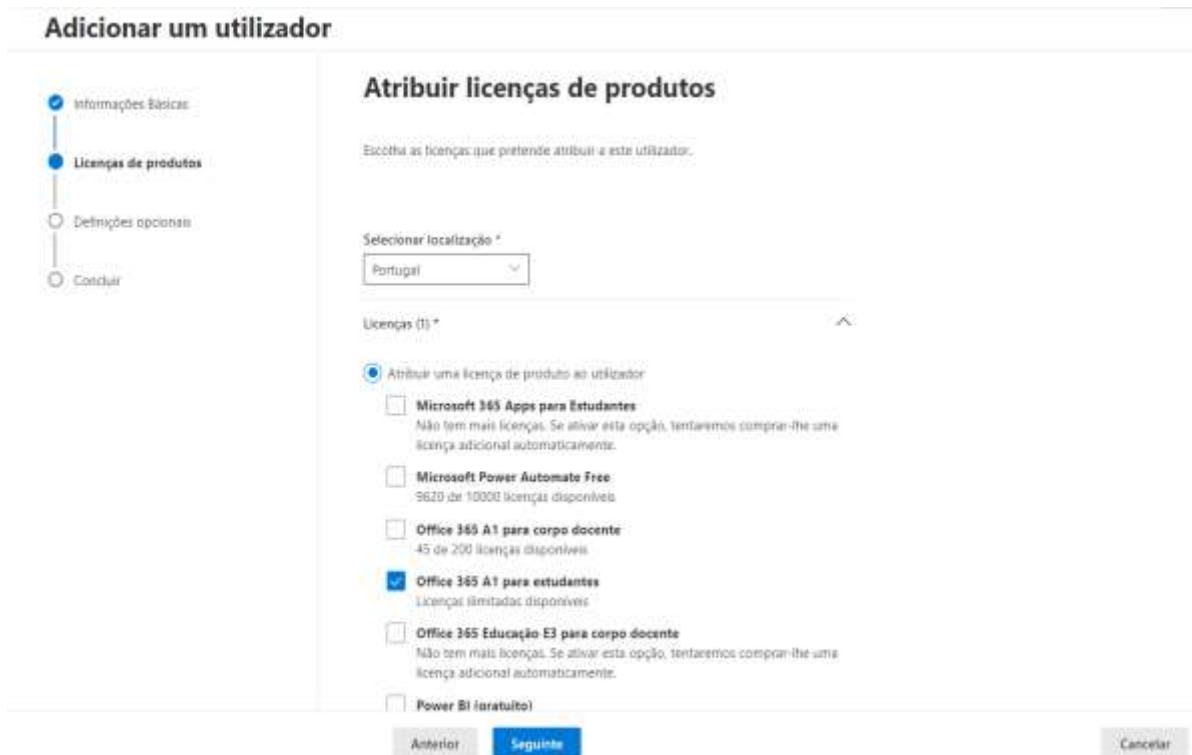 Adicionar um utilizador
Informações Básicas
Licenças de produtos
Definições opcionais
Concluir
Atribuir licenças de produtos
Escolha as licenças que pretende atribuir a este utilizador.
Selecionar localização *
Portugal
Licenças (1) *
Atribuir uma licença de produto ao utilizador
Microsoft 365 Apps para Estudantes
Não tem mais licenças. Se ativar esta opção, tentaremos comprar-lhe uma
licença adicional automaticamente.
Microsoft Power Automate Free
9620 de 10000 licenças disponíveis
Office 365 A1 para corpo docente
45 de 200 licenças disponíveis
Office 365 A1 para estudantes
Licenças ilimitadas disponíveis
Office 365 Educação E3 para corpo docente
Não tem mais licenças. Se ativar esta opção, tentaremos comprar-lhe uma
licença adicional automaticamente.
Power BI (gratuito)
Anterior
Seguinte
Cancelar